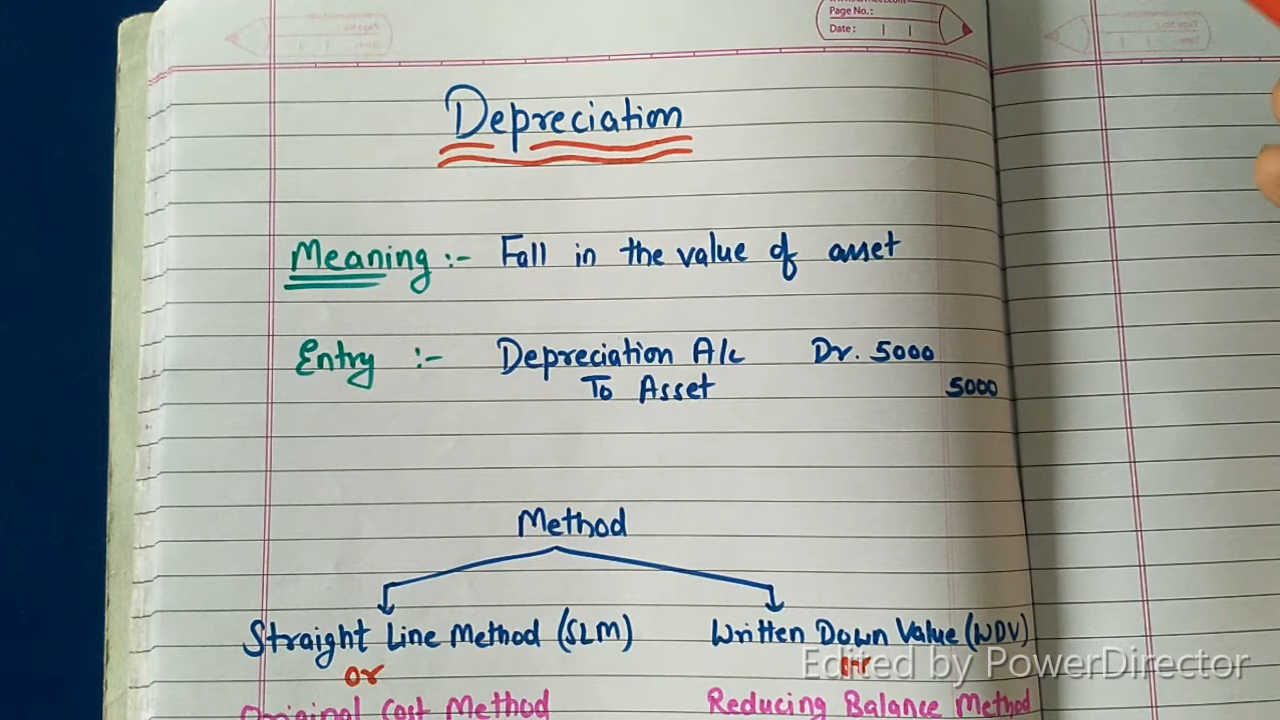 Page No.:
Date:
Depreciation
Meaning :- Fall in the value of asset
Entry :- Depreciation A/c Dr. 5000
To Asset 5000
Method
Straight Line Method (SLM) Written Down Value (WDV)
or or
Original Cost Method Reducing Balance Method
Edited by PowerDirector